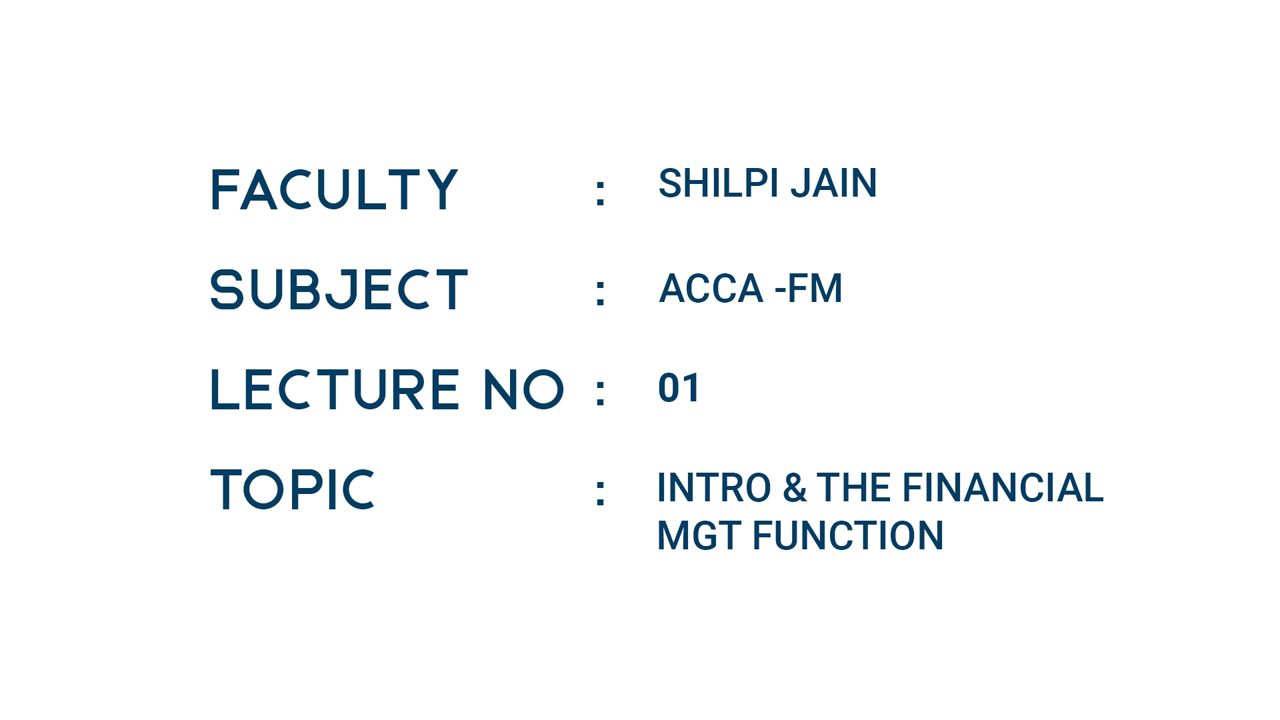 FACULTY : SHILPI JAIN
SUBJECT : ACCA -FM
LECTURE NO : 01
TOPIC : INTRO & THE FINANCIAL
MGT FUNCTION